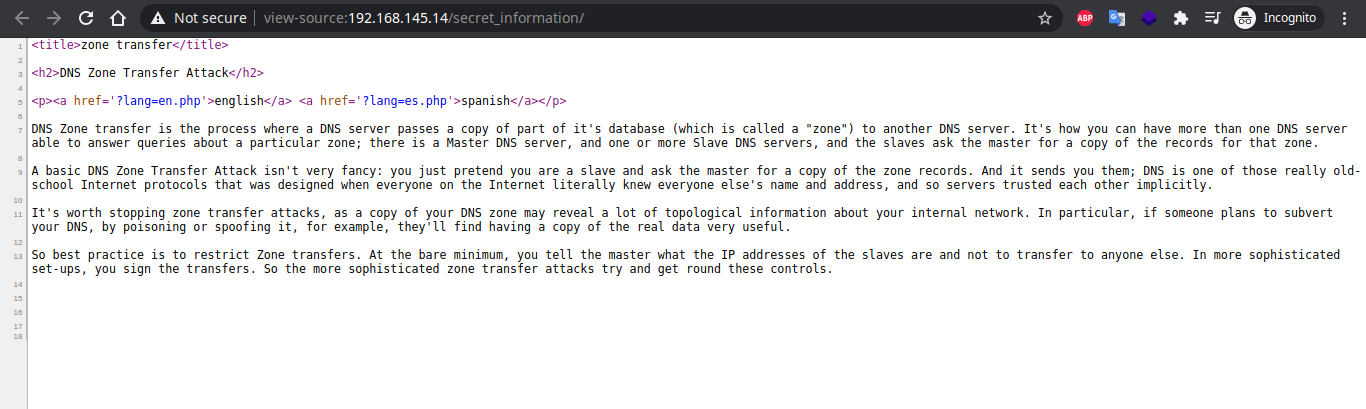 Not secure | view-source:192.168.145.14/secret_information/ ABP Incognito
1 <title>zone transfer</title>
2
3 <h2>DNS Zone Transfer Attack</h2>
4
5 <p><a href='?lang=en.php'>english</a> <a href='?lang=es.php'>spanish</a></p>
6
7 DNS Zone transfer is the process where a DNS server passes a copy of part of it's database (which is called a "zone") to another DNS server. It's how you can have more than one DNS server
able to answer queries about a particular zone; there is a Master DNS server, and one or more Slave DNS servers, and the slaves ask the master for a copy of the records for that zone.
8
9 A basic DNS Zone Transfer Attack isn't very fancy: you just pretend you are a slave and ask the master for a copy of the zone records. And it sends you them; DNS is one of those really old-
school Internet protocols that was designed when everyone on the Internet literally knew everyone else's name and address, and so servers trusted each other implicitly.
10
11 It's worth stopping zone transfer attacks, as a copy of your DNS zone may reveal a lot of topological information about your internal network. In particular, if someone plans to subvert
your DNS, by poisoning or spoofing it, for example, they'll find having a copy of the real data very useful.
12
13 So best practice is to restrict Zone transfers. At the bare minimum, you tell the master what the IP addresses of the slaves are and not to transfer to anyone else. In more sophisticated
set-ups, you sign the transfers. So the more sophisticated zone transfer attacks try and get round these controls.
14
15
16
17
18